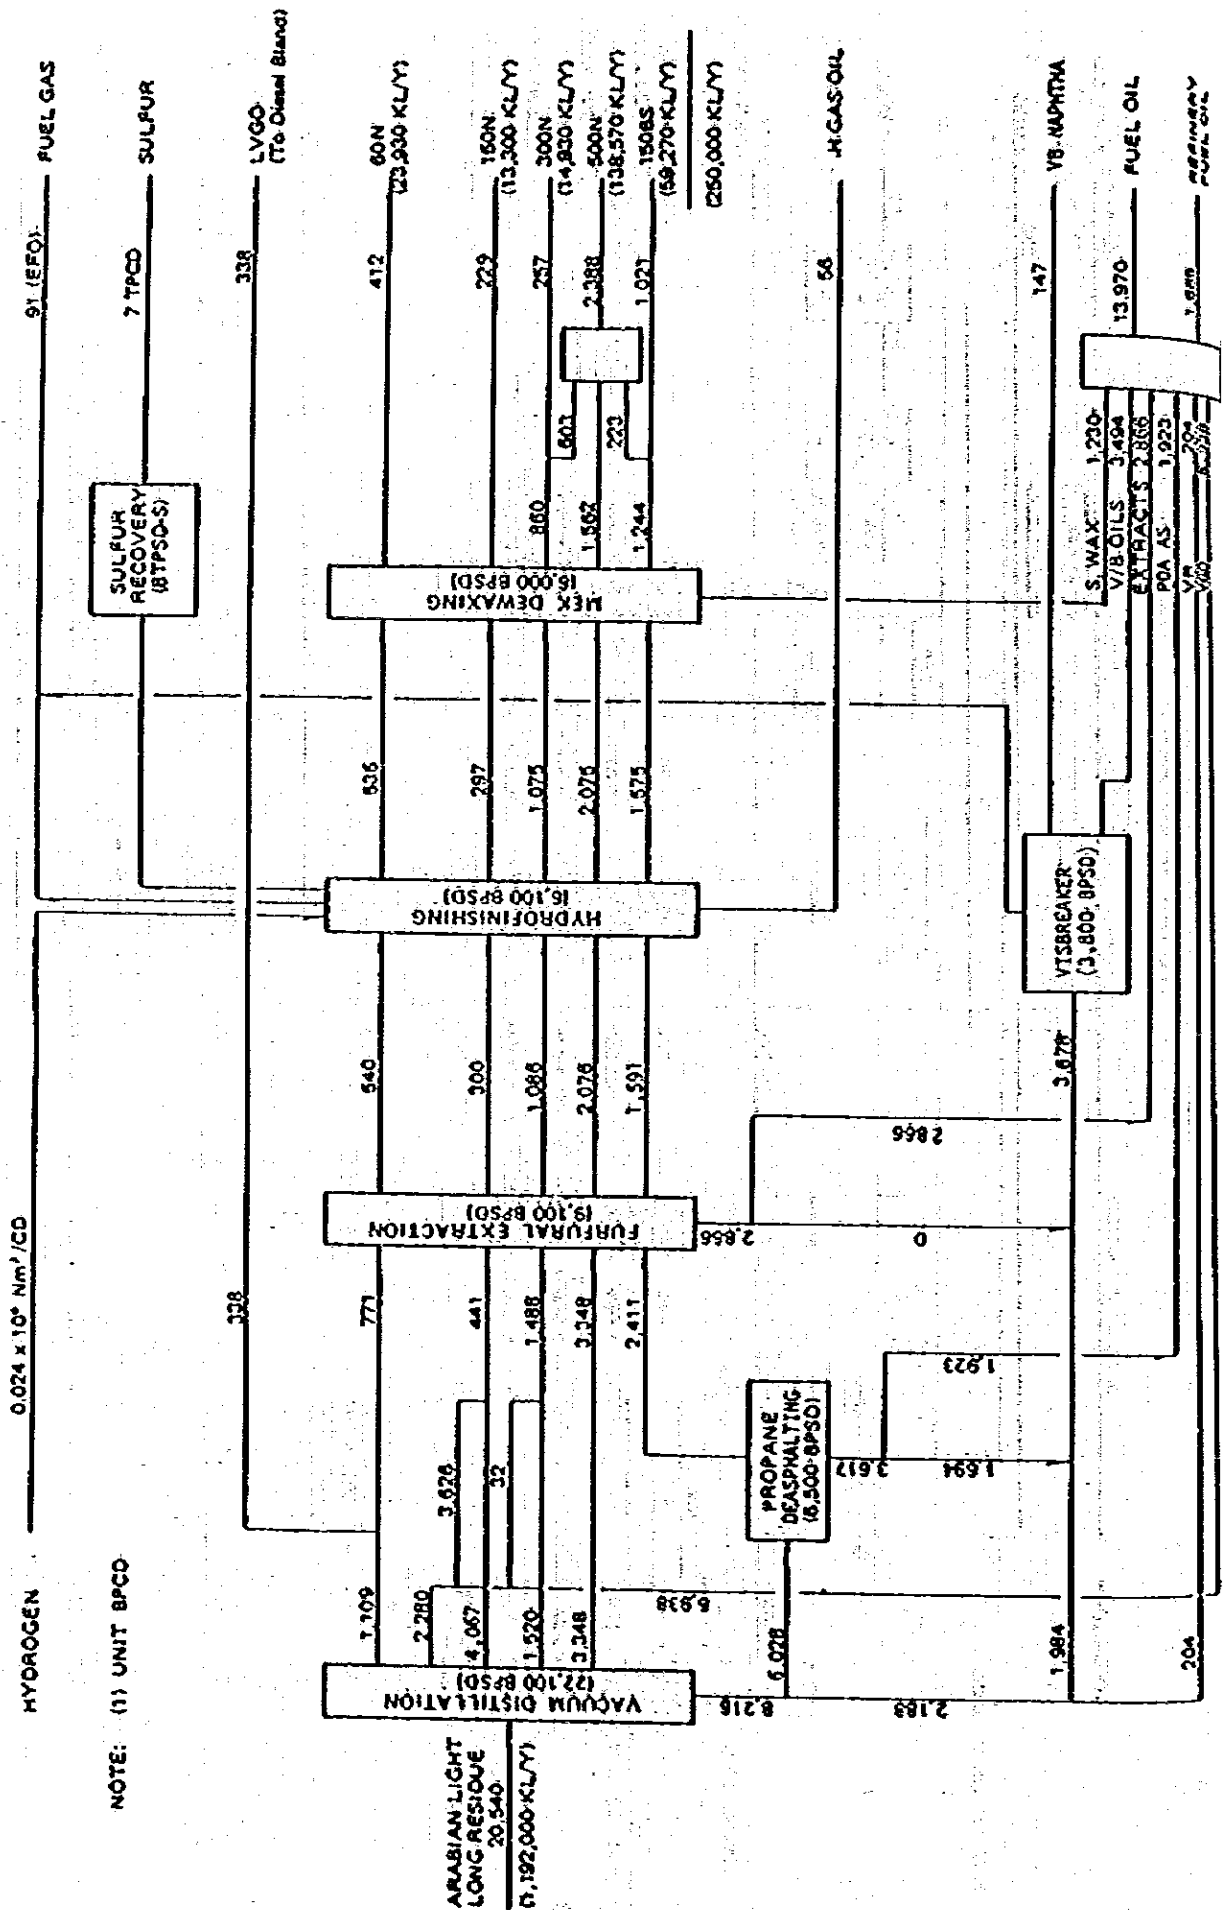 HYDROGEN
NOTE: (1) UNIT BPCD
ARABIAN LIGHT
LONG RESIDUE
20,540
(1,192,000 KL/Y)
VACUUM DISTILLATION
(22,100 BPSD)
1,109
2,280
4,067
1,520
3,348
8,216
6,028
2,183
1,984
204
3,626
32
5,938
338
771
441
1,488
3,348
2,411
PROPANE
DEASPHALTING
(6,500 BPSD)
3,617
1,694
1,923
FURFURAL EXTRACTION
(9,100 BPSD)
2,866
2,866
0
540
300
1,086
2,076
1,591
3,678
HYDROFINISHING
(6,100 BPSD)
VISBREAKER
(3,800 BPSD)
536
297
1,075
2,076
1,575
MEK DEWAXING
(6,000 BPSD)
SULFUR
RECOVERY
(8 TPSD-S)
860
1,662
1,244
603
223
S. WAX 1,230
V/B OILS 3,494
EXTRACTS 2,866
PDA AS 1,923
VR 204
91 (EFO)
7 TPCD
338
412
229
257
2,388
1,021
56
147
13,970
FUEL GAS
SULFUR
LVGO
(To Diesel Blend)
60N
(23,930 KL/Y)
150N
(13,300 KL/Y)
300N
(14,930 KL/Y)
500N
(138,570 KL/Y)
150BS
(59,270 KL/Y)
(250,000 KL/Y)
H. GAS OIL
VB NAPHTHA
FUEL OIL
REFINERY
FUEL OIL